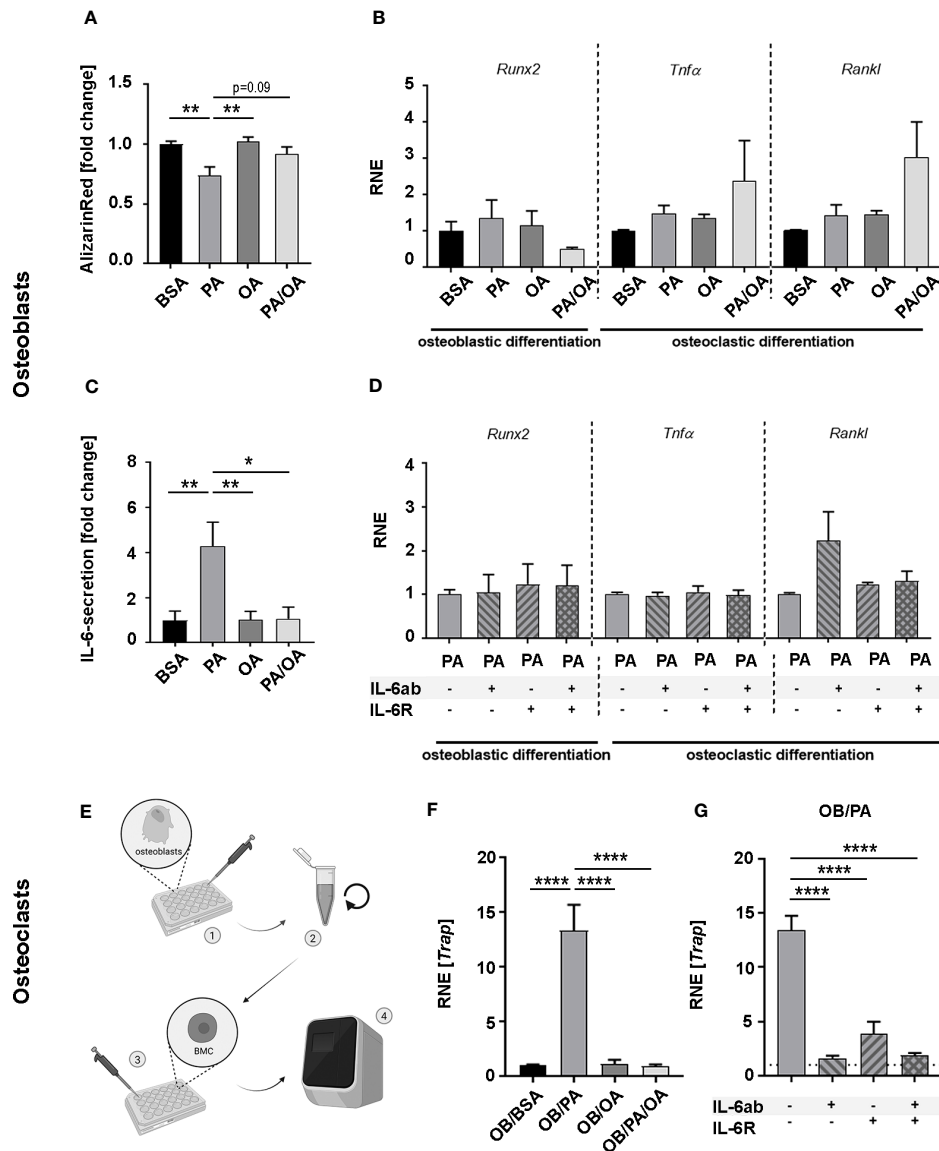 A
B
Osteoblasts
AlizarinRed [fold change]
1.5
1.0
0.5
0.0
p=0.09
** **
BSA PA OA PA/OA
RNE
5
4
3
2
1
0
Runx2 Tnfα Rankl
BSA PA OA PA/OA BSA PA OA PA/OA BSA PA OA PA/OA
osteoblastic differentiation osteoclastic differentiation
C
D
IL-6-secretion [fold change]
8
6
4
2
0
*
** **
BSA PA OA PA/OA
RNE
4
3
2
1
0
Runx2 Tnfα Rankl
PA PA PA PA PA PA PA PA PA PA PA PA
IL-6ab - + - + - + - + - + - +
IL-6R - - + + - - + + - - + +
osteoblastic differentiation osteoclastic differentiation
Osteoclasts
E
osteoblasts
1
2
BMC
3
4
F
RNE [Trap]
20
15
10
5
0
****
**** ****
OB/BSA OB/PA OB/OA OB/PA/OA
G
OB/PA
RNE [Trap]
20
15
10
5
0
****
****
****
IL-6ab - + - +
IL-6R - - + +